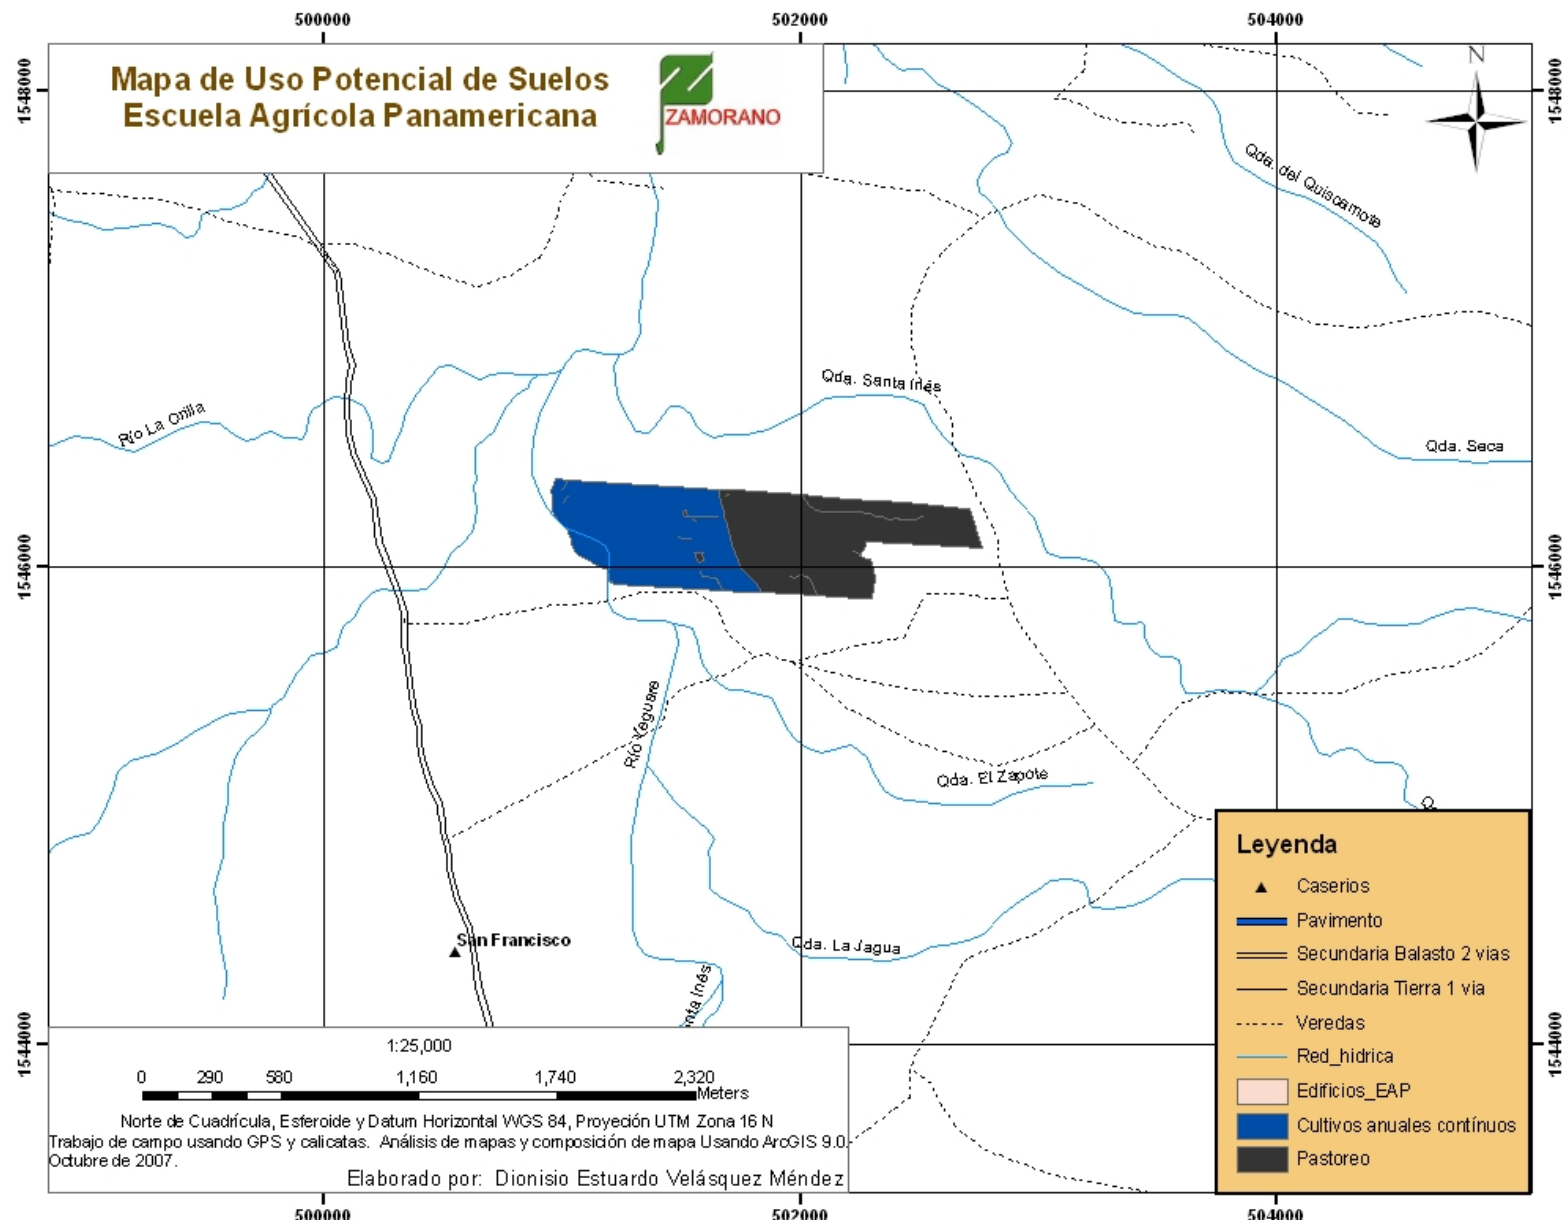 500000
502000
504000
Mapa de Uso Potencial de Suelos
Escuela Agrícola Panamericana
ZAMORANO
N
1548000
1548000
Qda. del Quiscamote
Qda. Santa Inés
Río La Orilla
Qda. Seca
1546000
1546000
Río Yeguare
Qda. El Zapote
Q.
San Francisco
Qda. La Jagua
nta Inés
1544000
1544000
Leyenda
Caserios
Pavimento
Secundaria Balasto 2 vias
Secundaria Tierra 1 via
Veredas
Red_hidrica
Edificios_EAP
Cultivos anuales contínuos
Pastoreo
1:25,000
0 290 580 1,160 1,740 2,320
Meters
Norte de Cuadrícula, Esferoide y Datum Horizontal WGS 84, Proyeción UTM Zona 16 N
Trabajo de campo usando GPS y calicatas. Análisis de mapas y composición de mapa Usando ArcGIS 9.0.
Octubre de 2007.
Elaborado por: Dionisio Estuardo Velásquez Méndez
500000
502000
504000